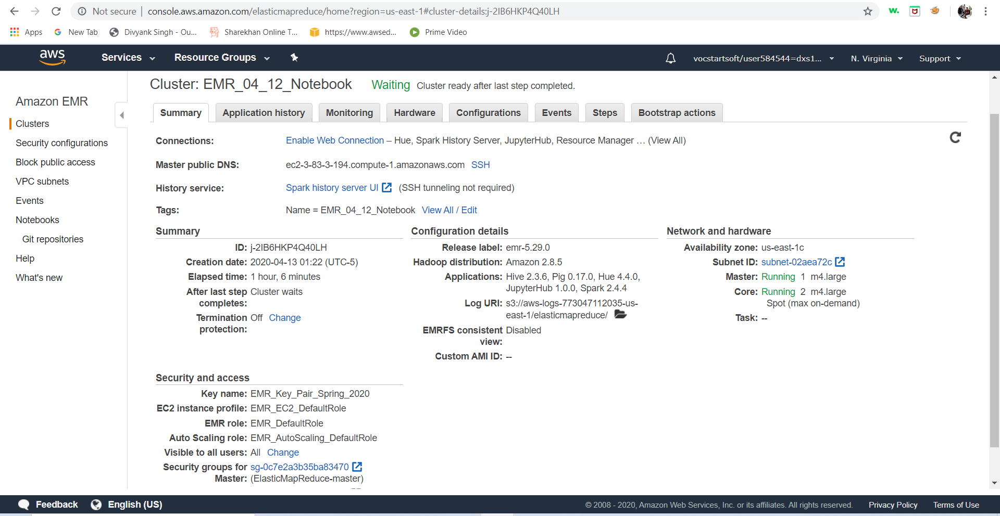 Not secure | console.aws.amazon.com/elasticmapreduce/home?region=us-east-1#cluster-details:j-2IB6HKP4Q40LH
Apps New Tab Divyank Singh - Ou... Sharekhan Online T... https://www.awsed... Prime Video
aws Services Resource Groups vocstartsoft/user584544=dxs1... N. Virginia Support
Amazon EMR
Clusters
Security configurations
Block public access
VPC subnets
Events
Notebooks
Git repositories
Help
What's new
Cluster: EMR_04_12_Notebook Waiting Cluster ready after last step completed.
Summary Application history Monitoring Hardware Configurations Events Steps Bootstrap actions
Connections: Enable Web Connection – Hue, Spark History Server, JupyterHub, Resource Manager … (View All)
Master public DNS: ec2-3-83-3-194.compute-1.amazonaws.com SSH
History service: Spark history server UI (SSH tunneling not required)
Tags: Name = EMR_04_12_Notebook View All / Edit
Summary
ID: j-2IB6HKP4Q40LH
Creation date: 2020-04-13 01:22 (UTC-5)
Elapsed time: 1 hour, 6 minutes
After last step Cluster waits
completes:
Termination Off Change
protection:
Configuration details
Release label: emr-5.29.0
Hadoop distribution: Amazon 2.8.5
Applications: Hive 2.3.6, Pig 0.17.0, Hue 4.4.0,
JupyterHub 1.0.0, Spark 2.4.4
Log URI: s3://aws-logs-773047112035-us-
east-1/elasticmapreduce/
EMRFS consistent Disabled
view:
Custom AMI ID: --
Network and hardware
Availability zone: us-east-1c
Subnet ID: subnet-02aea72c
Master: Running 1 m4.large
Core: Running 2 m4.large
Spot (max on-demand)
Task: --
Security and access
Key name: EMR_Key_Pair_Spring_2020
EC2 instance profile: EMR_EC2_DefaultRole
EMR role: EMR_DefaultRole
Auto Scaling role: EMR_AutoScaling_DefaultRole
Visible to all users: All Change
Security groups for sg-0c7e2a3b35ba83470
Master: (ElasticMapReduce-master)
Feedback English (US) © 2008 - 2020, Amazon Web Services, Inc. or its affiliates. All rights reserved. Privacy Policy Terms of Use